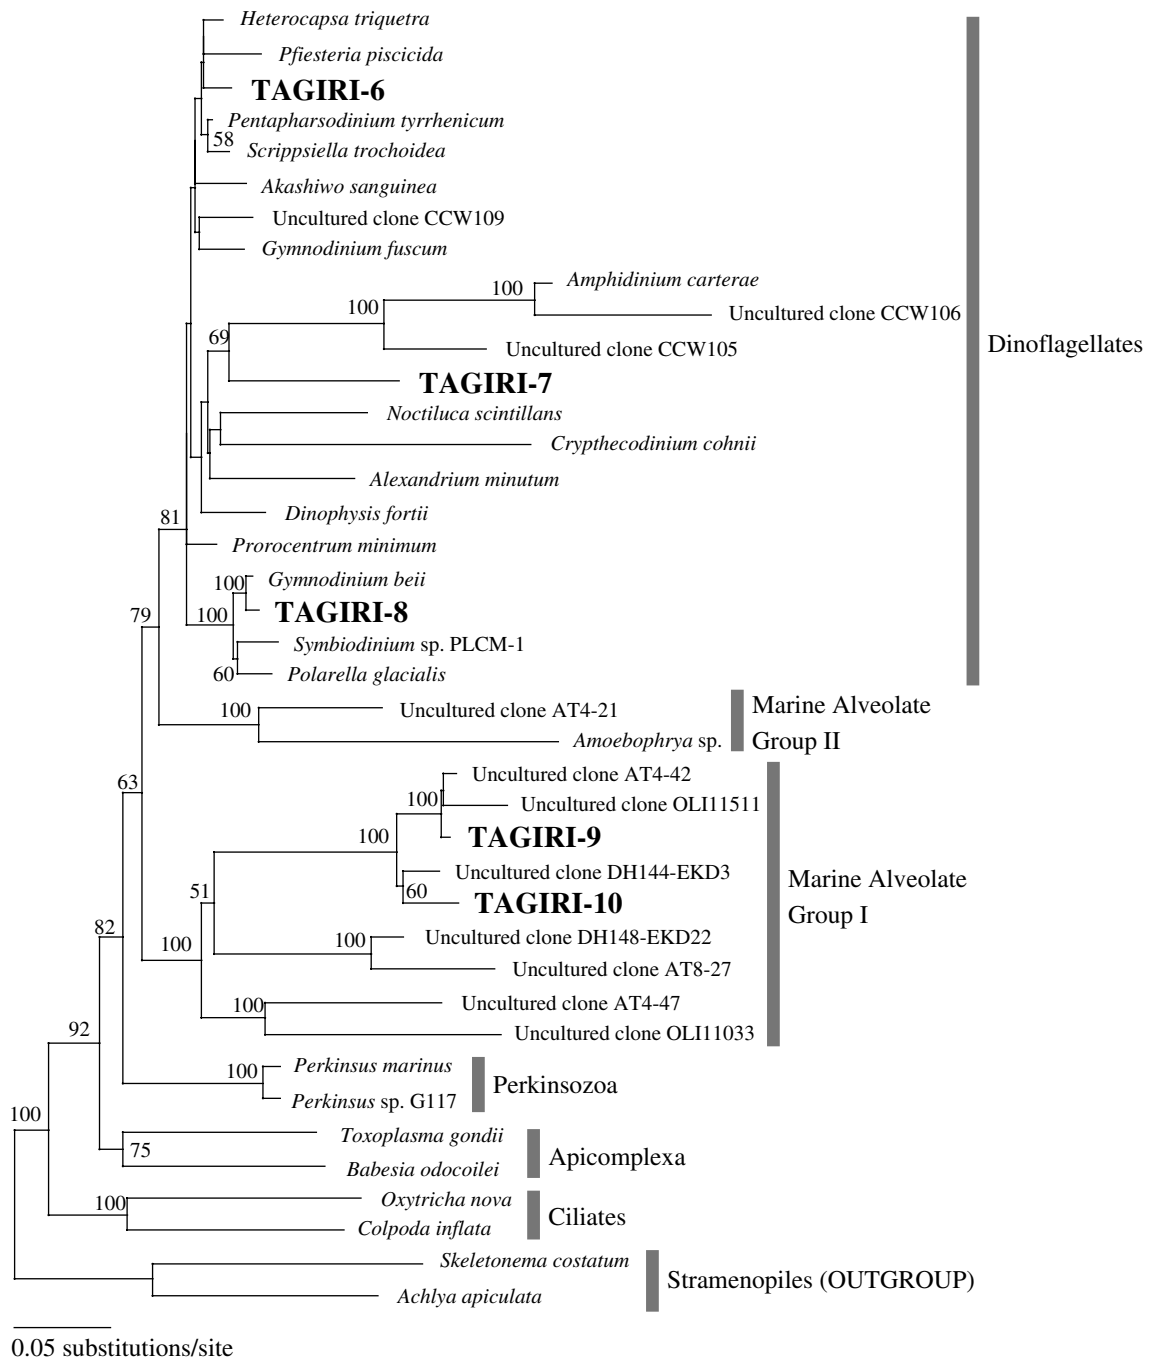 Heterocapsa triquetra
Pfiesteria piscicida
TAGIRI-6
Pentapharsodinium tyrrhenicum
58
Scrippsiella trochoidea
Akashiwo sanguinea
Uncultured clone CCW109
Gymnodinium fuscum
Amphidinium carterae
100
100
Uncultured clone CCW106
Dinoflagellates
69
Uncultured clone CCW105
TAGIRI-7
Noctiluca scintillans
Crypthecodinium cohnii
Alexandrium minutum
Dinophysis fortii
81
Prorocentrum minimum
Gymnodinium beii
100
TAGIRI-8
79
100
Symbiodinium sp. PLCM-1
60
Polarella glacialis
100
Uncultured clone AT4-21
Marine Alveolate
Group II
Amoebophrya sp.
63
Uncultured clone AT4-42
100
Uncultured clone OLI11511
100
TAGIRI-9
Uncultured clone DH144-EKD3
Marine Alveolate
Group I
51
60
TAGIRI-10
82
100
100
Uncultured clone DH148-EKD22
Uncultured clone AT8-27
100
Uncultured clone AT4-47
92
Uncultured clone OLI11033
100
Perkinsus marinus
Perkinsozoa
Perkinsus sp. G117
100
Toxoplasma gondii
75
Apicomplexa
Babesia odocoilei
100
Oxytricha nova
Ciliates
Colpoda inflata
Skeletonema costatum
Stramenopiles (OUTGROUP)
Achlya apiculata
0.05 substitutions/site